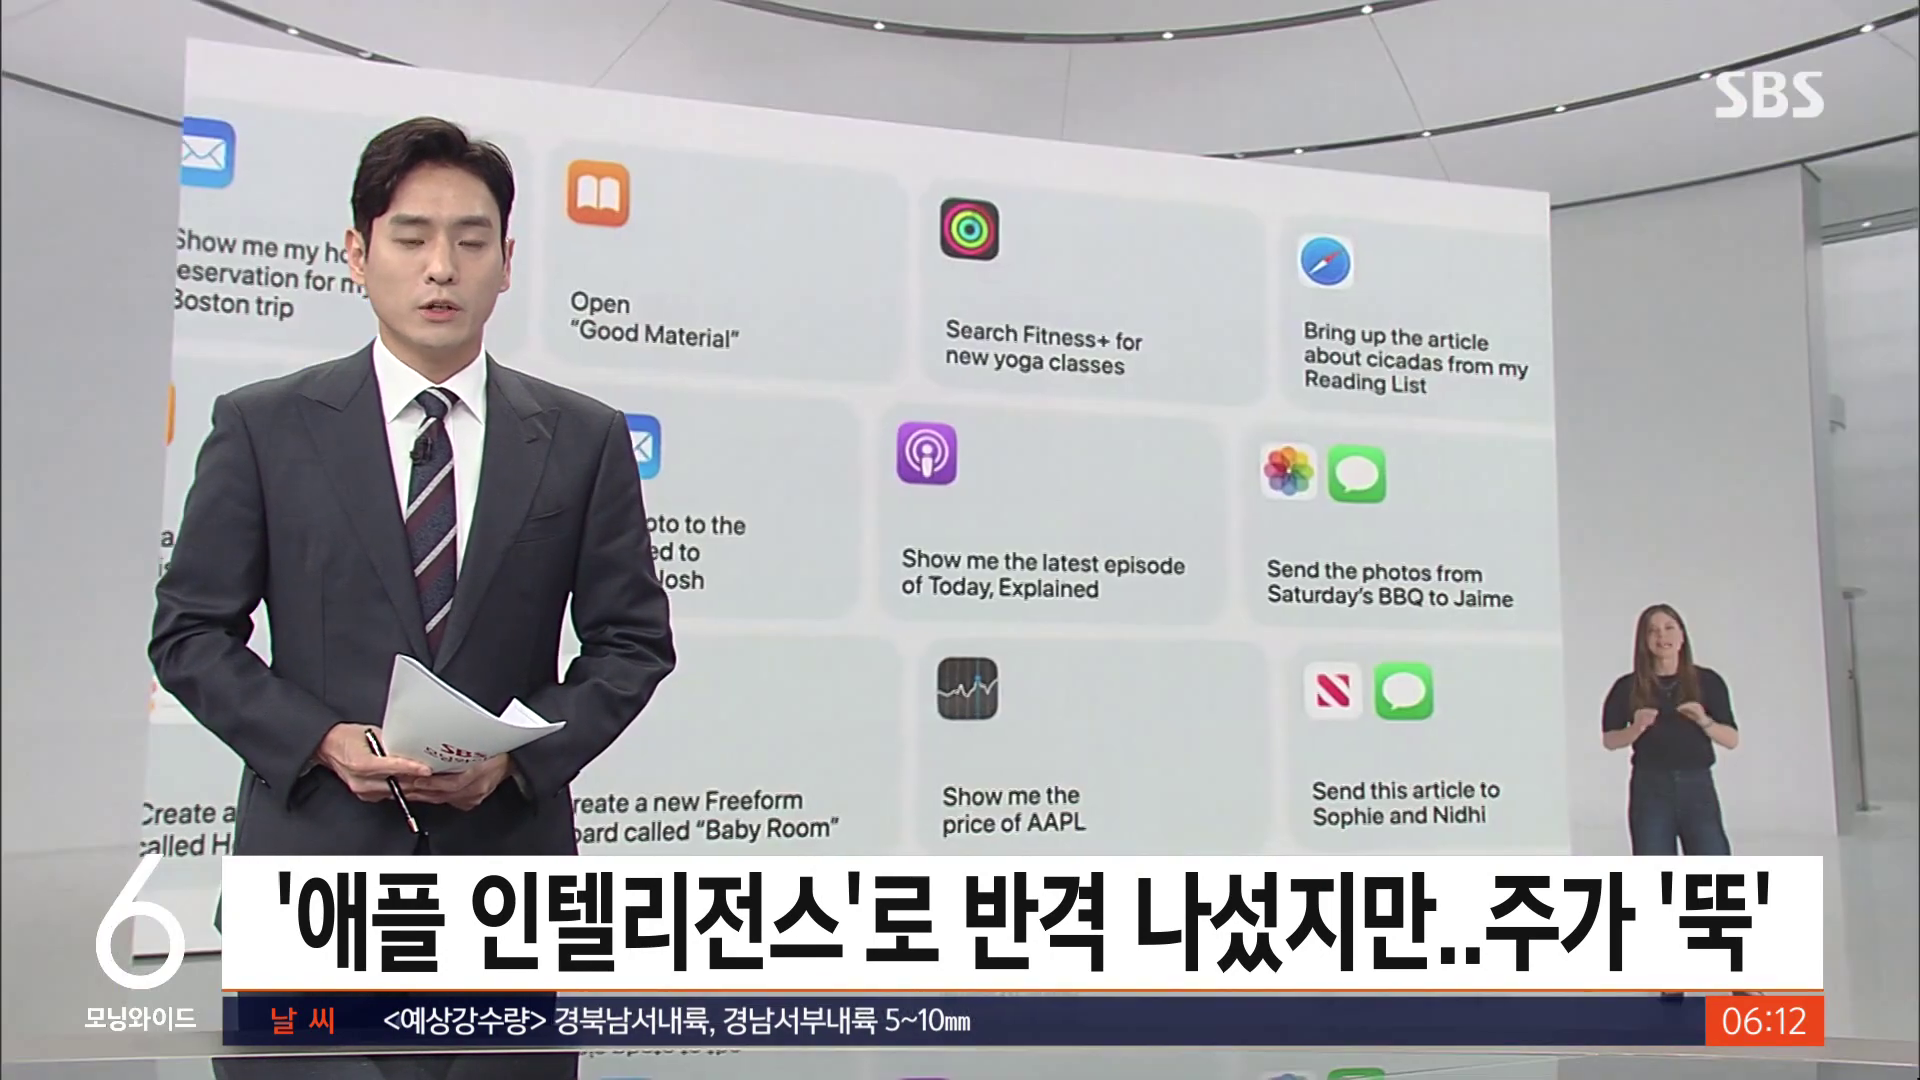 SBS
Show me my
eservation for
Boston trip
Open
“Good Material”
Search Fitness+ for
new yoga classes
Bring up the article
about cicadas from my
Reading List
oto to the
ed to
Josh
Show me the latest episode
of Today, Explained
Send the photos from
Saturday’s BBQ to Jaime
Create a
called H
reate a new Freeform
oard called “Baby Room”
Show me the
price of AAPL
Send this article to
Sophie and Nidhi
SBS
모닝와이
6
모닝와이드
'애플 인텔리전스'로 반격 나섰지만..주가 '뚝'
날 씨 <예상강수량> 경북남서내륙, 경남서부내륙 5~10㎜
06:12